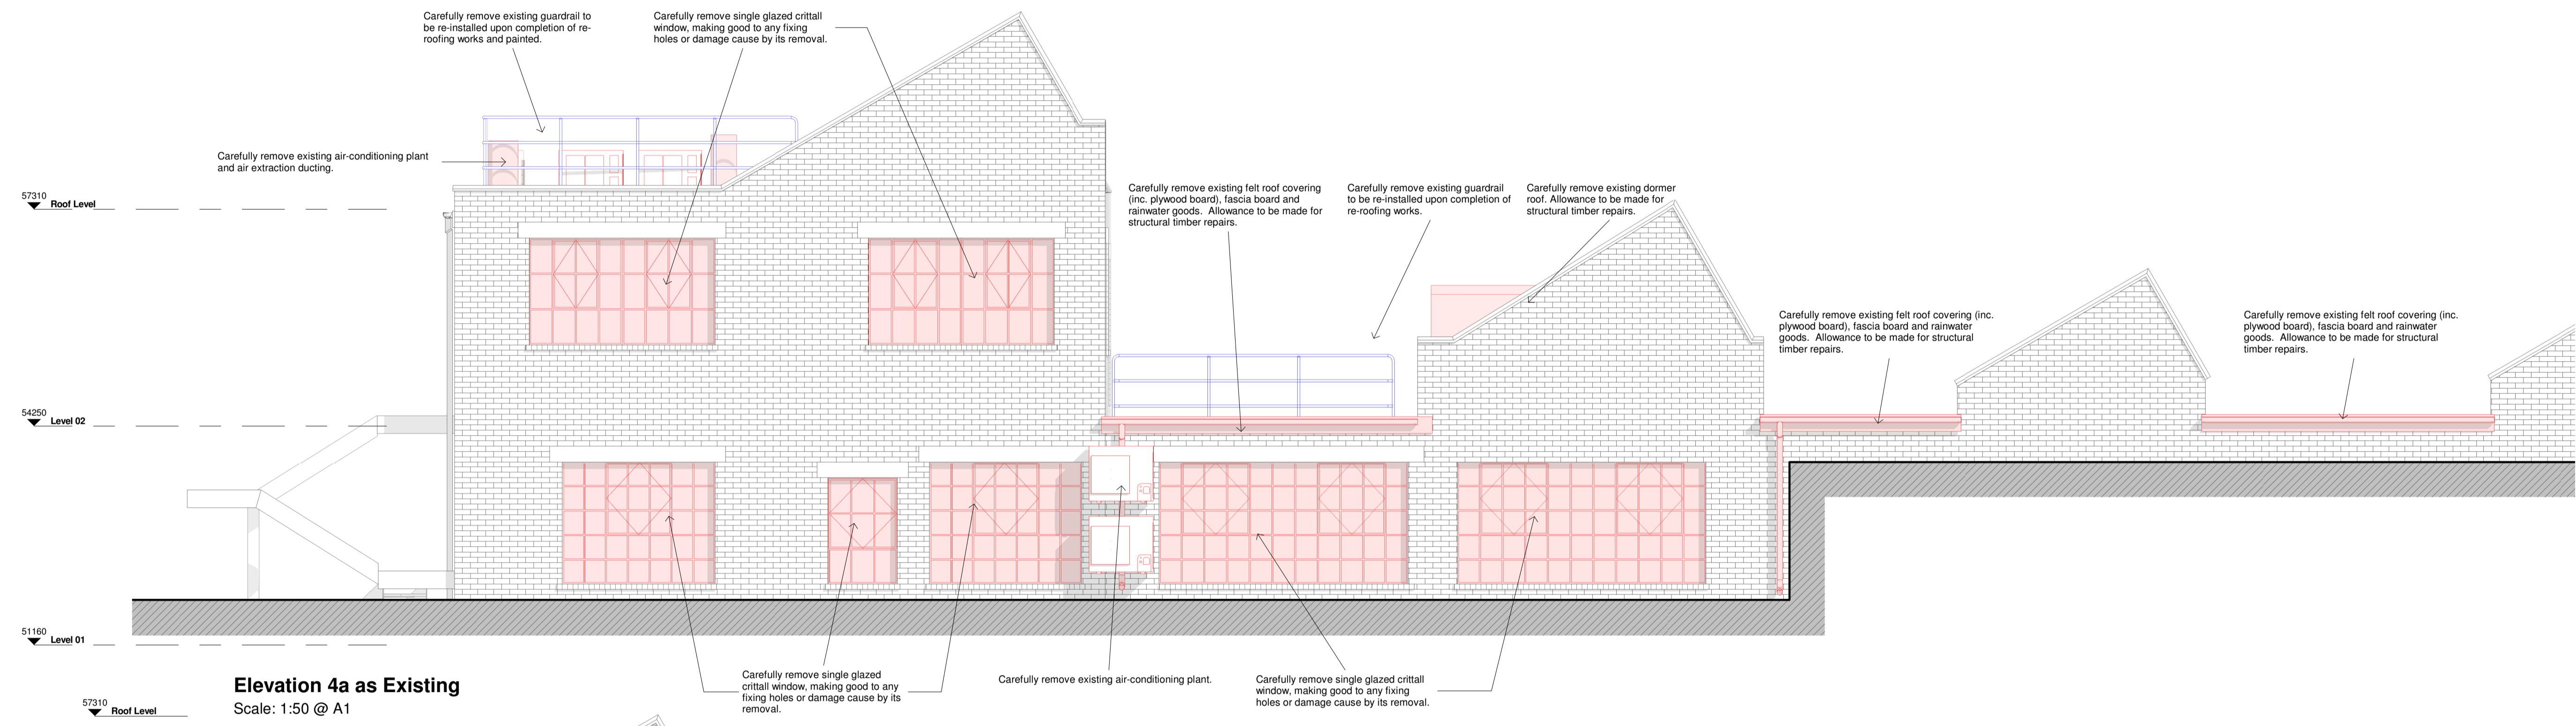 Carefully remove existing guardrail to
be re-installed upon completion of re-
roofing works and painted.
Carefully remove single glazed crittall
window, making good to any fixing
holes or damage cause by its removal.
Carefully remove existing air-conditioning plant
and air extraction ducting.
57310
Roof Level
Carefully remove existing felt roof covering
(inc. plywood board), fascia board and
rainwater goods. Allowance to be made for
structural timber repairs.
Carefully remove existing guardrail
to be re-installed upon completion of
re-roofing works.
Carefully remove existing dormer
roof. Allowance to be made for
structural timber repairs.
Carefully remove existing felt roof covering (inc.
plywood board), fascia board and rainwater
goods. Allowance to be made for structural
timber repairs.
Carefully remove existing felt roof covering (inc.
plywood board), fascia board and rainwater
goods. Allowance to be made for structural
timber repairs.
54250
Level 02
51160
Level 01
Carefully remove single glazed
crittall window, making good to any
fixing holes or damage cause by its
removal.
Carefully remove existing air-conditioning plant.
Carefully remove single glazed crittall
window, making good to any fixing
holes or damage cause by its removal.
Elevation 4a as Existing
Scale: 1:50 @ A1
57310
Roof Level